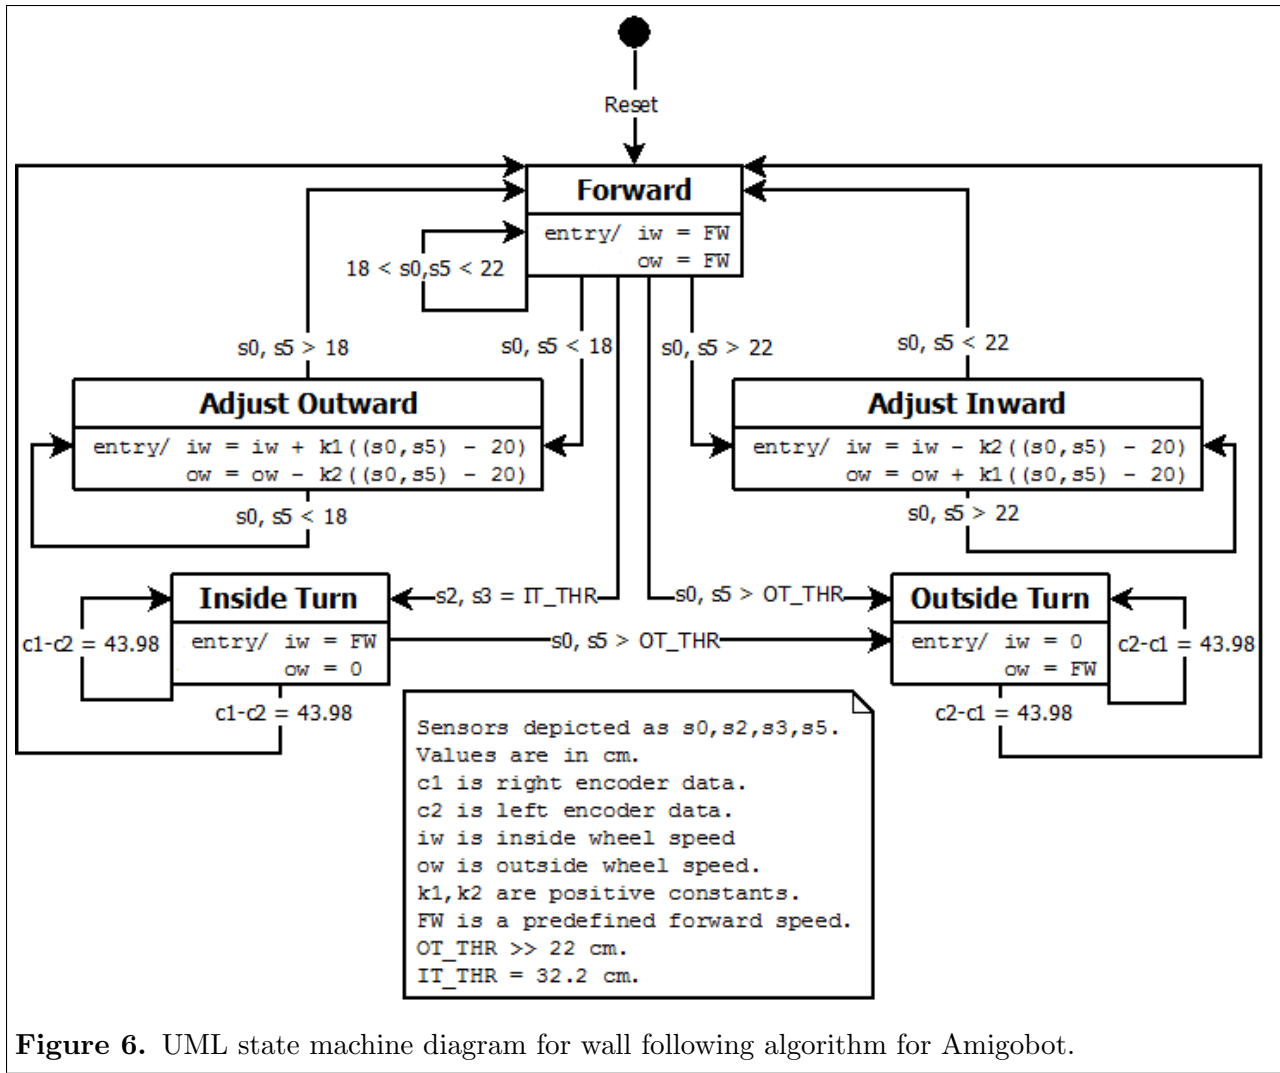 Reset
Forward
entry/ iw = FW
ow = FW
18 < s0,s5 < 22
s0, s5 > 18
s0, s5 < 18
s0, s5 > 22
s0, s5 < 22
Adjust Outward
entry/ iw = iw + k1((s0,s5) - 20)
ow = ow - k2((s0,s5) - 20)
s0, s5 < 18
Adjust Inward
entry/ iw = iw - k2((s0,s5) - 20)
ow = ow + k1((s0,s5) - 20)
s0, s5 > 22
Inside Turn
entry/ iw = FW
ow = 0
c1-c2 = 43.98
c1-c2 = 43.98
s2, s3 = IT_THR
s0, s5 > OT_THR
s0, s5 > OT_THR
Outside Turn
entry/ iw = 0
ow = FW
c2-c1 = 43.98
c2-c1 = 43.98
Sensors depicted as s0,s2,s3,s5.
Values are in cm.
c1 is right encoder data.
c2 is left encoder data.
iw is inside wheel speed
ow is outside wheel speed.
k1,k2 are positive constants.
FW is a predefined forward speed.
OT_THR >> 22 cm.
IT_THR = 32.2 cm.
Figure 6. UML state machine diagram for wall following algorithm for Amigobot.